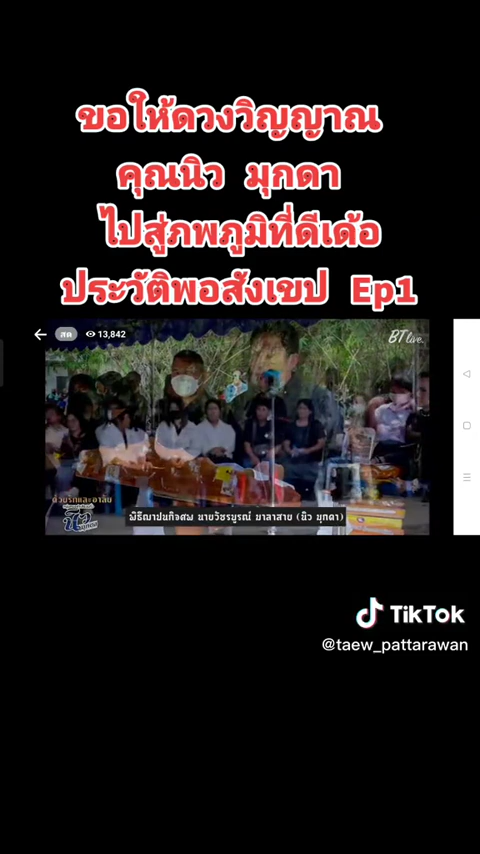 ขอให้ดวงวิญญาณ
คุณนิว มุกดา
ไปสู่ภพภูมิที่ดีเด้อ
ประวัติพอสังเขป Ep1
สด 13,842
BT live.
ด้วยรักและอาลัย
นิว
มุกดา
พิธีฌาปนกิจศพ นายวัชรบูรณ์ มาลาสาย (นิว มุกดา)
TikTok
@taew_pattarawan